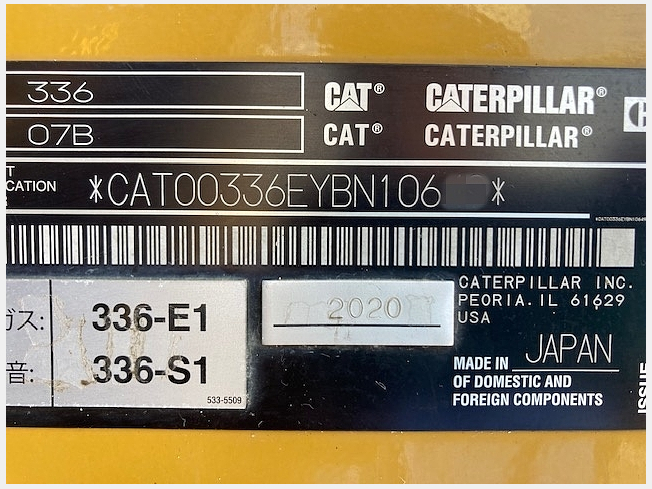 336 CAT® CATERPILLAR®
07B CAT® CATERPILLAR®
T
CATION *CAT00336EYBN106 *
CATERPILLAR INC.
PEORIA. IL 61629
USA
ガス: 336-E1
音: 336-S1
533-5509
2020
MADE IN JAPAN
OF DOMESTIC AND
FOREIGN COMPONENTS
ISSUE